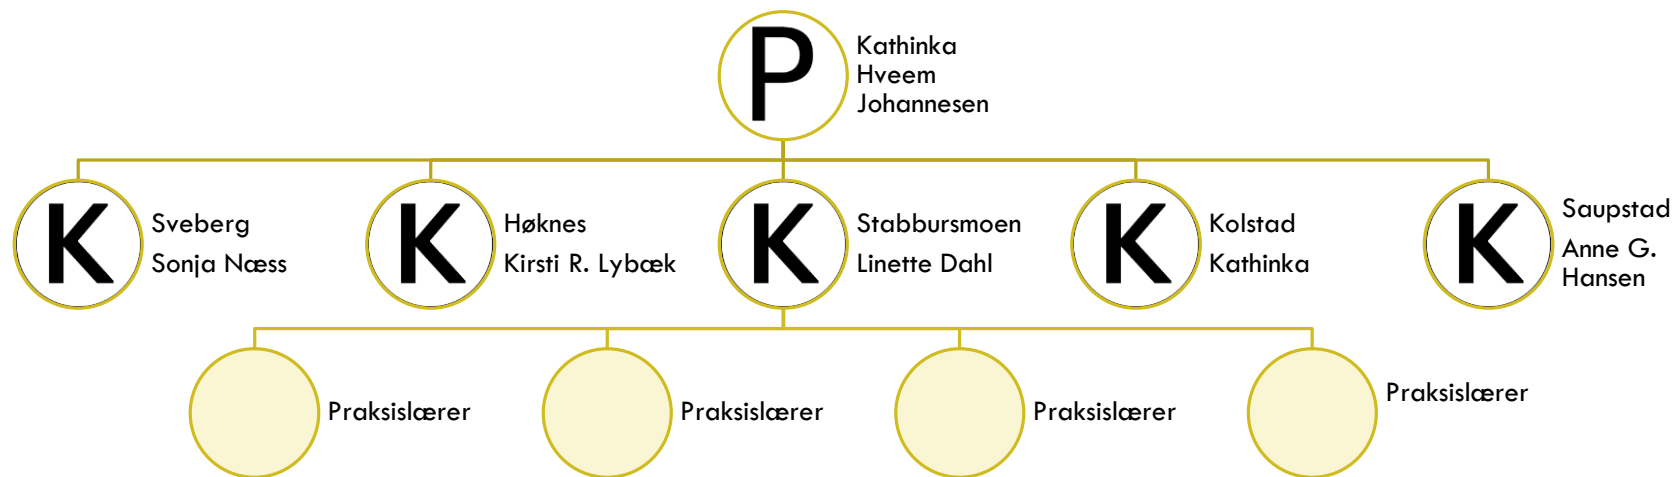 P
Kathinka
Hveem
Johannesen
K
Sveberg
Sonja Næss
K
Høknes
Kirsti R. Lybæk
K
Stabbursmoen
Linette Dahl
K
Kolstad
Kathinka
K
Saupstad
Anne G.
Hansen
Praksislærer
Praksislærer
Praksislærer
Praksislærer